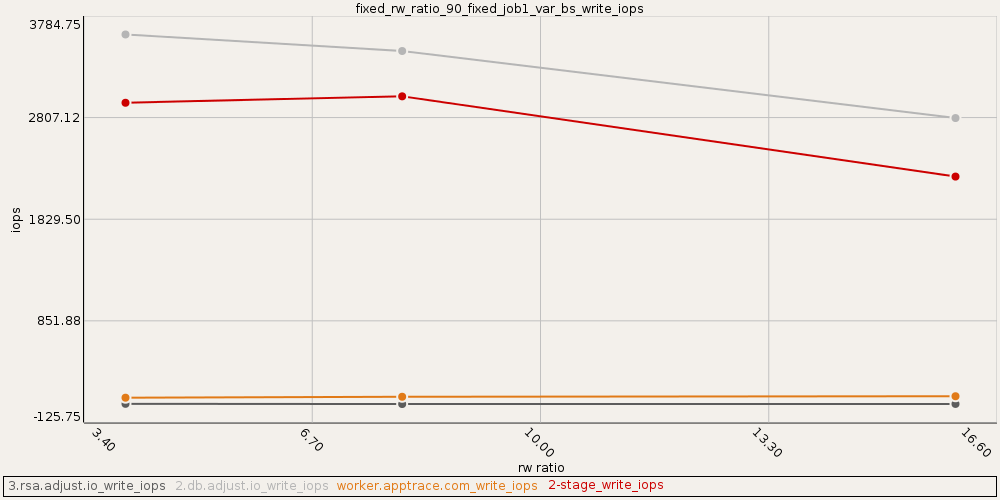 fixed_rw_ratio_90_fixed_job1_var_bs_write_iops
3784.75
2807.12
iops
1829.50
851.88
-125.75
3.40 6.70 10.00 13.30 16.60
rw ratio
3.rsa.adjust.io_write_iops 2.db.adjust.io_write_iops worker.apptrace.com_write_iops 2-stage_write_iops